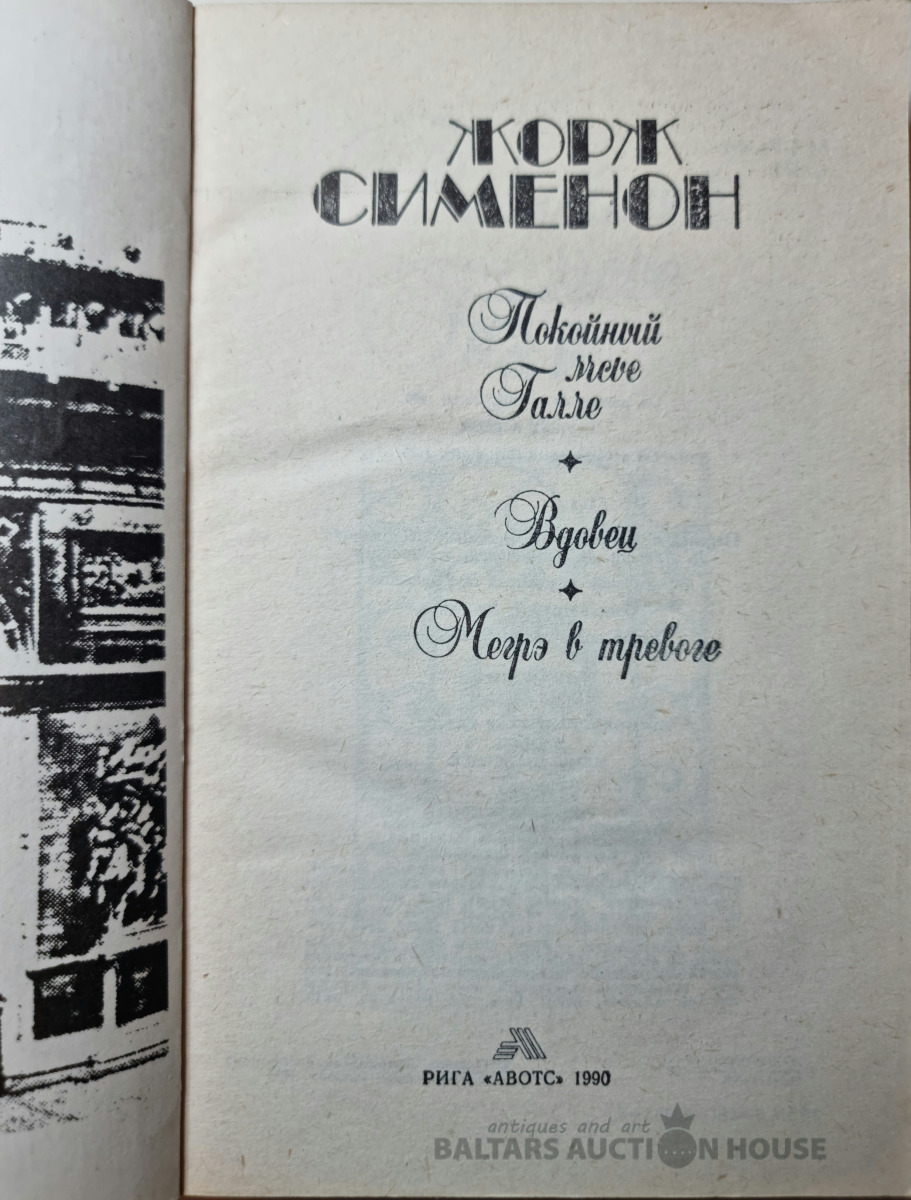 ЖОРЖ
СИМЕНОН
Покойный
мсье
Галле
Вдовец
Мегрэ в тревоге
РИГА «АВОТС» 1990
antiques and art
BALTARS AUCTION HOUSE